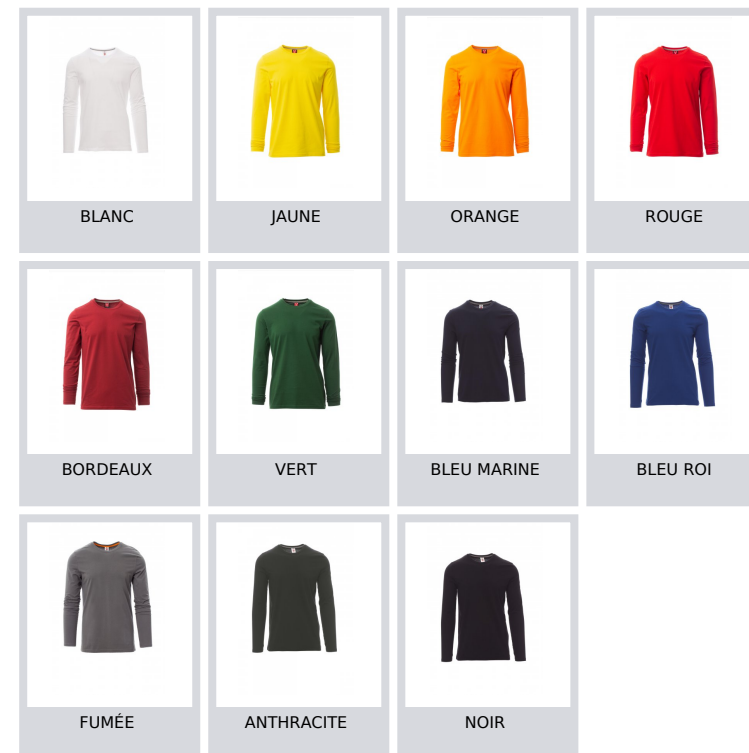 BLANC
JAUNE
ORANGE
ROUGE
BORDEAUX
VERT
BLEU MARINE
BLEU ROI
FUMÉE
ANTHRACITE
NOIR